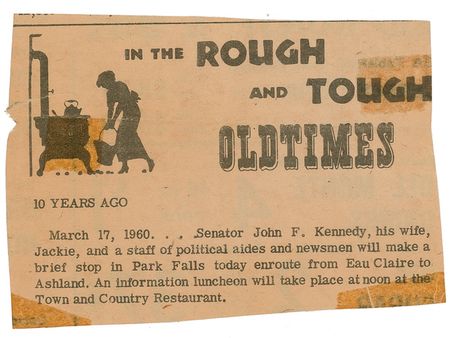 IN THE ROUGH
AND TOUGH
OLDTIMES
10 YEARS AGO
March 17, 1960. . . .Senator John F. Kennedy, his wife,
Jackie, and a staff of political aides and newsmen will make a
brief stop in Park Falls today enroute from Eau Claire to
Ashland. An information luncheon will take place at noon at the
Town and Country Restaurant.